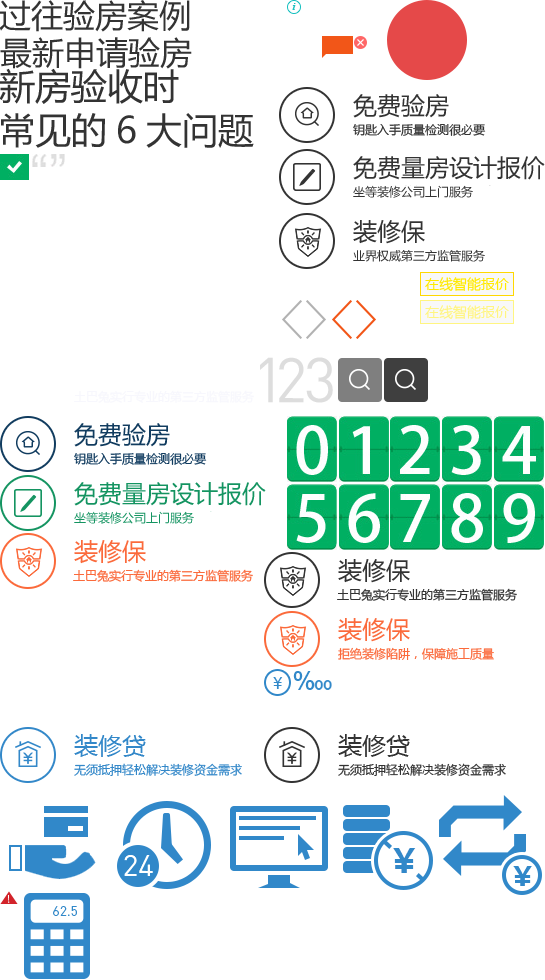 过往验房案例
最新申请验房
新房验收时
常见的 6 大问题
“ ”
i
免费验房
钥匙入手质量检测很必要
免费量房设计报价
坐等装修公司上门服务
装修保
业界权威第三方监管服务
在线智能报价
在线智能报价
123
土巴兔实行专业的第三方监管服务
免费验房
钥匙入手质量检测很必要
免费量房设计报价
坐等装修公司上门服务
装修保
土巴兔实行专业的第三方监管服务
0 1 2 3 4
5 6 7 8 9
装修保
土巴兔实行专业的第三方监管服务
装修保
拒绝装修陷阱，保障施工质量
¥ %00
装修贷
无须抵押轻松解决装修资金需求
装修贷
无须抵押轻松解决装修资金需求
24
¥
¥
62.5